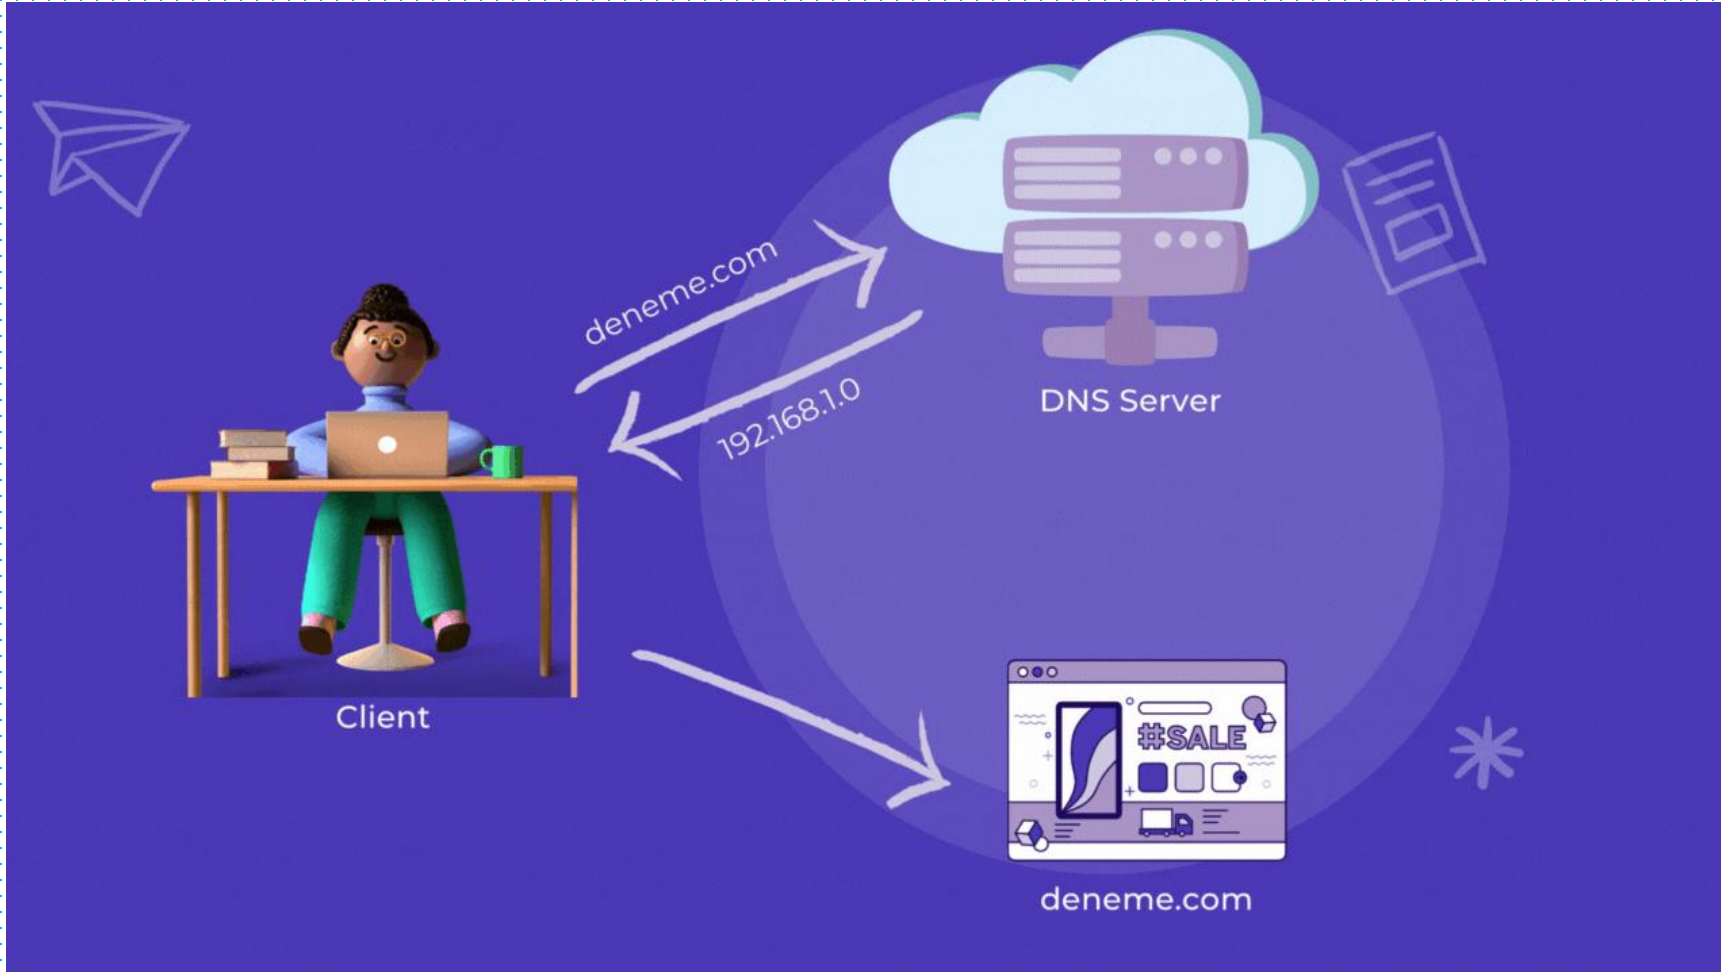 deneme.com
192.168.1.0
DNS Server
Client
#SALE
deneme.com